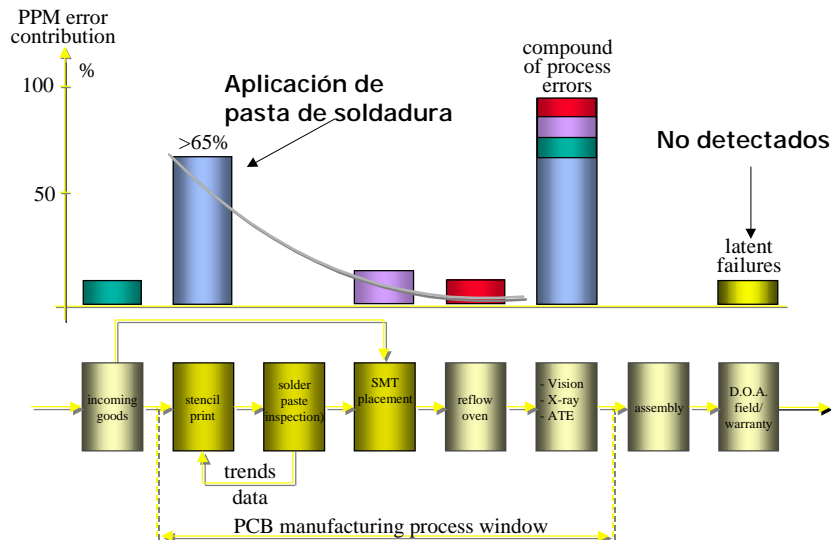 PPM error
contribution
%
100
50
Aplicación de
pasta de soldadura
>65%
compound
of process
errors
No detectados
latent
failures
incoming
goods
stencil
print
solder
paste
inspection)
SMT
placement
reflow
oven
- Vision
- X-ray
- ATE
assembly
D.O.A.
field/
warranty
trends
data
PCB manufacturing process window